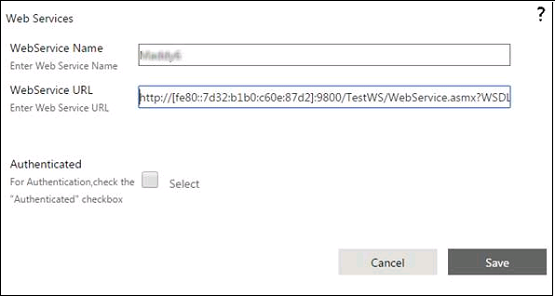 Web Services
?
WebService Name
Enter Web Service Name
WebService URL
Enter Web Service URL
http://[fe80::7d32:b1b0:c60e:87d2]:9800/TestWS/WebService.asmx?WSDL
Authenticated
For Authentication,check the
"Authenticated" checkbox
Select
Cancel
Save